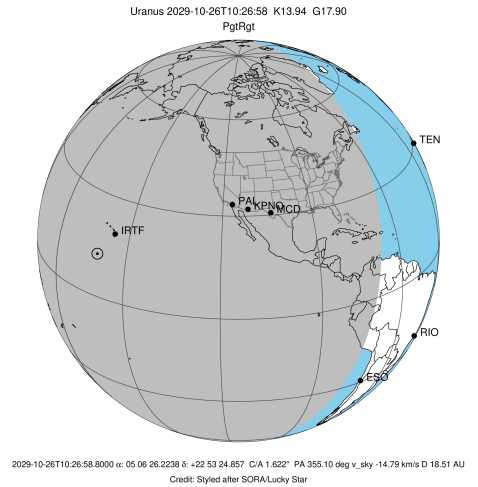 Uranus 2029-10-26T10:26:58 K13.94 G17.90
PgtRgt
TEN
PAL
KPNO
MCD
IRTF
RIO
ESO
2029-10-26T10:26:58.8000 α: 05 06 26.2238 δ: +22 53 24.857 C/A 1.622" PA 355.10 deg v_sky -14.79 km/s D 18.51 AU
Credit: Styled after SORA/Lucky Star